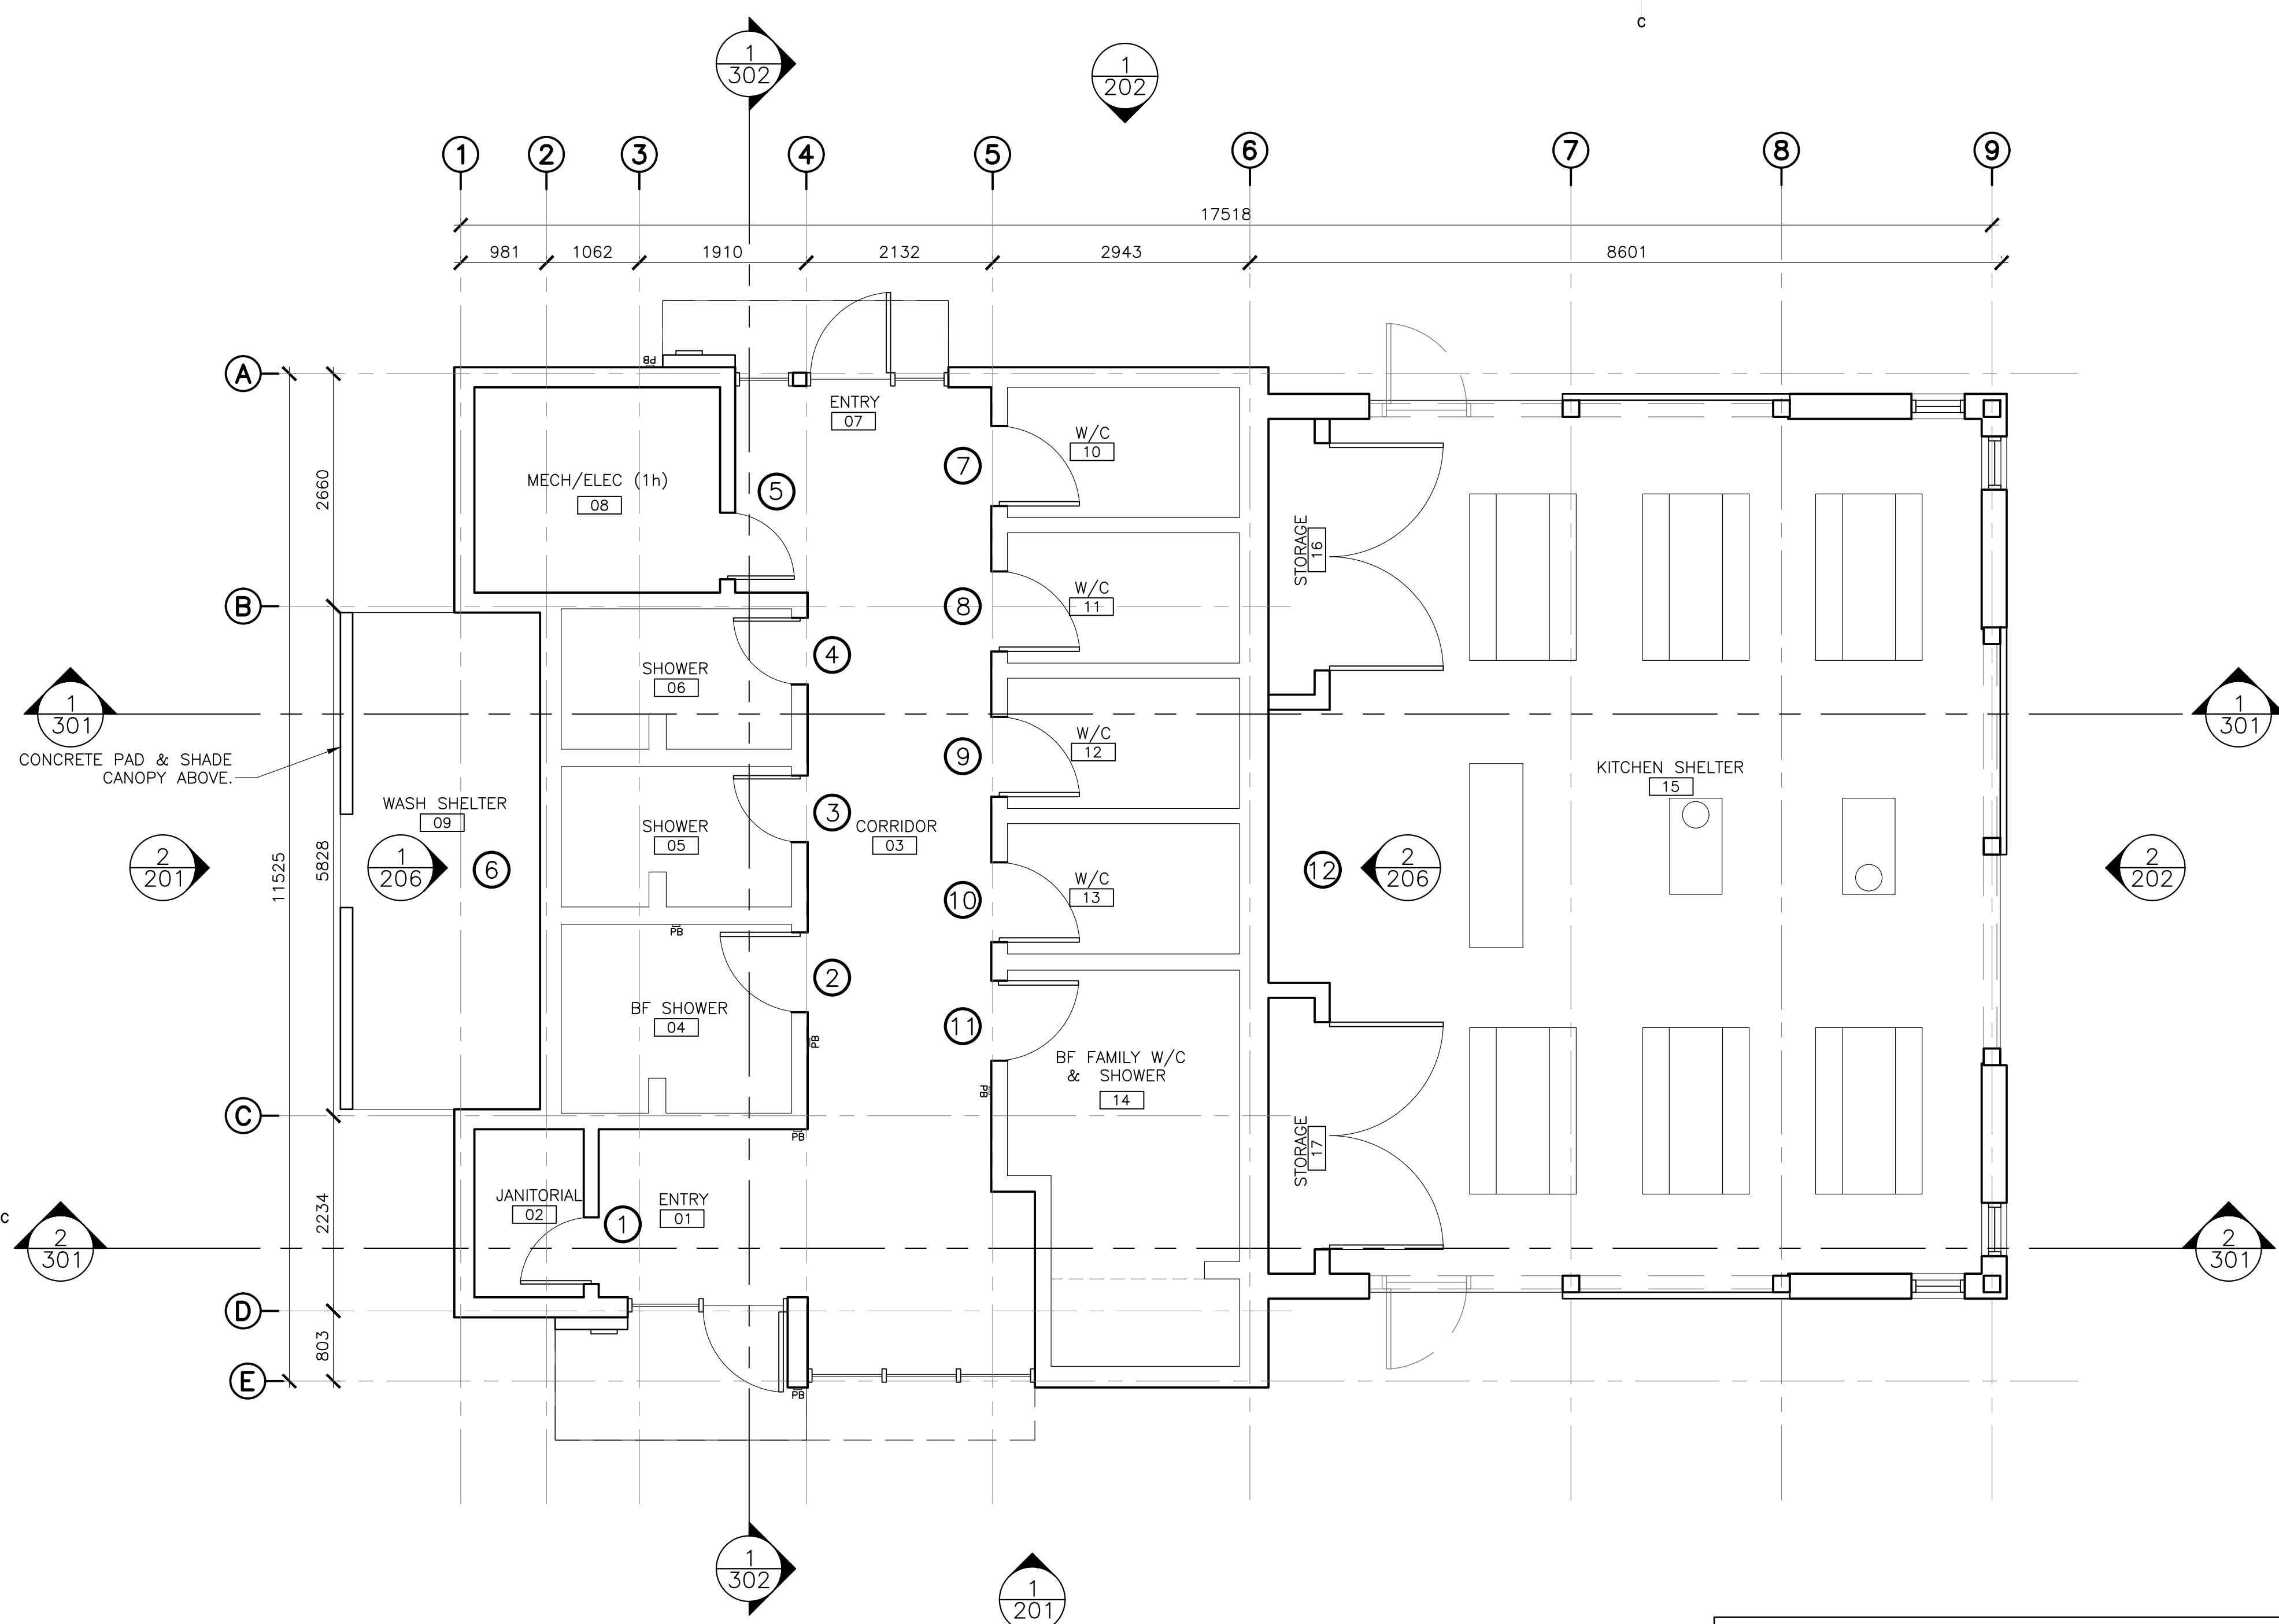 C
1
302
1
202
1 2 3 4 5 6 7 8 9
17518
981 1062 1910 2132 2943 8601
PB
A
ENTRY
07
W/C
10
7
MECH/ELEC (1h)
08
5
2660
STORAGE
16
B
W/C
11
8
4
SHOWER
06
1
301
1
301
CONCRETE PAD & SHADE
CANOPY ABOVE.
W/C
12
9
KITCHEN SHELTER
15
WASH SHELTER
09
SHOWER
05
3
CORRIDOR
03
2
201
1
206
6
12
2
206
2
202
11525
5828
W/C
13
10
PB
2
BF SHOWER
04
11
PB
BF FAMILY W/C
& SHOWER
14
PB
C
PB
STORAGE
17
JANITORIAL
02
ENTRY
01
1
2234
C
2
301
2
301
D
803
E
PB
1
302
1
201